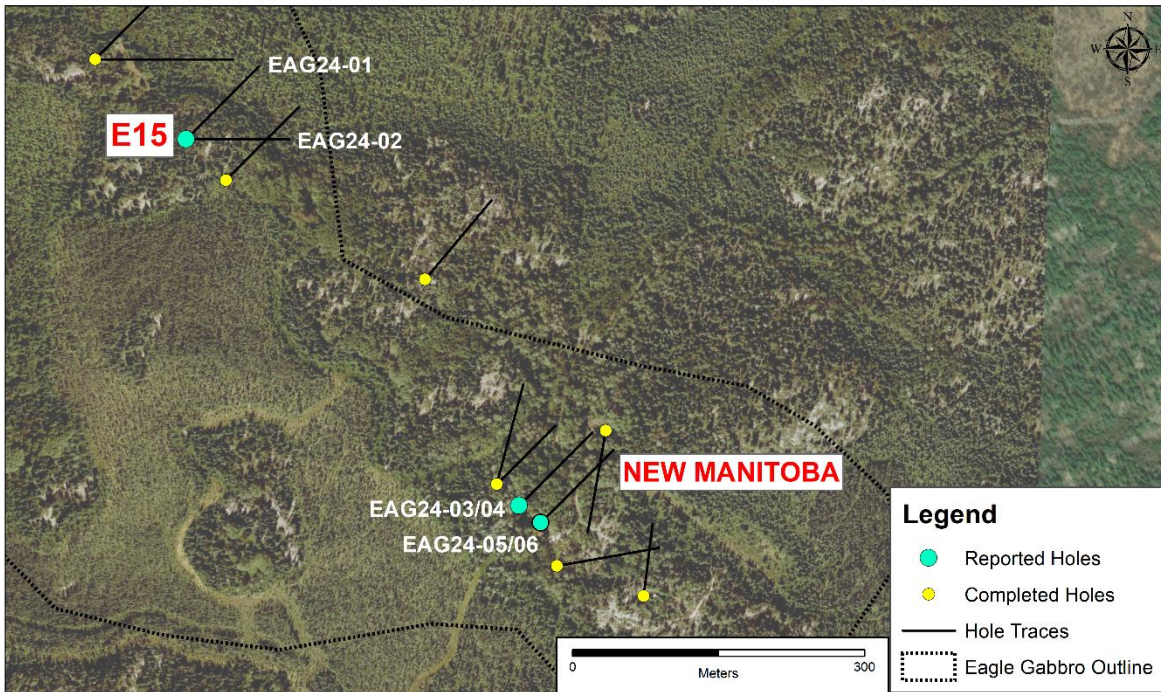 N
W
E
S
EAG24-01
E15
EAG24-02
NEW MANITOBA
EAG24-03/04
EAG24-05/06
Legend
Reported Holes
Completed Holes
Hole Traces
Eagle Gabbro Outline
0 300
Meters